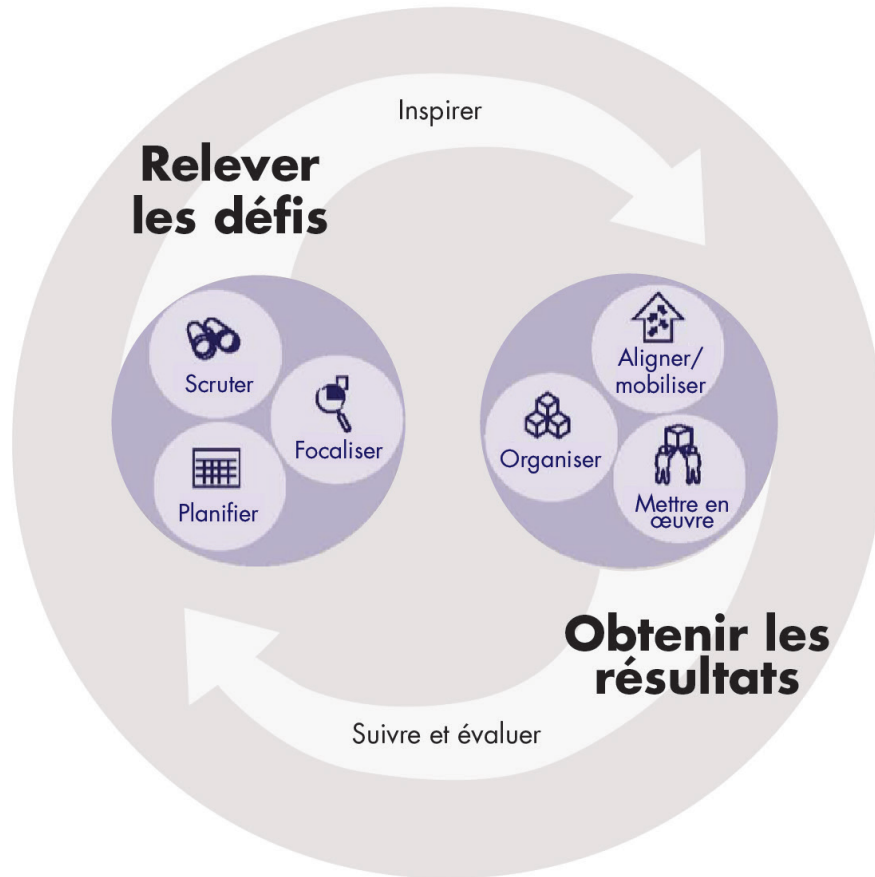 Inspirer
Relever
les défis
Scruter
Focaliser
Planifier
Aligner/
mobiliser
Organiser
Mettre en
œuvre
Obtenir les
résultats
Suivre et évaluer